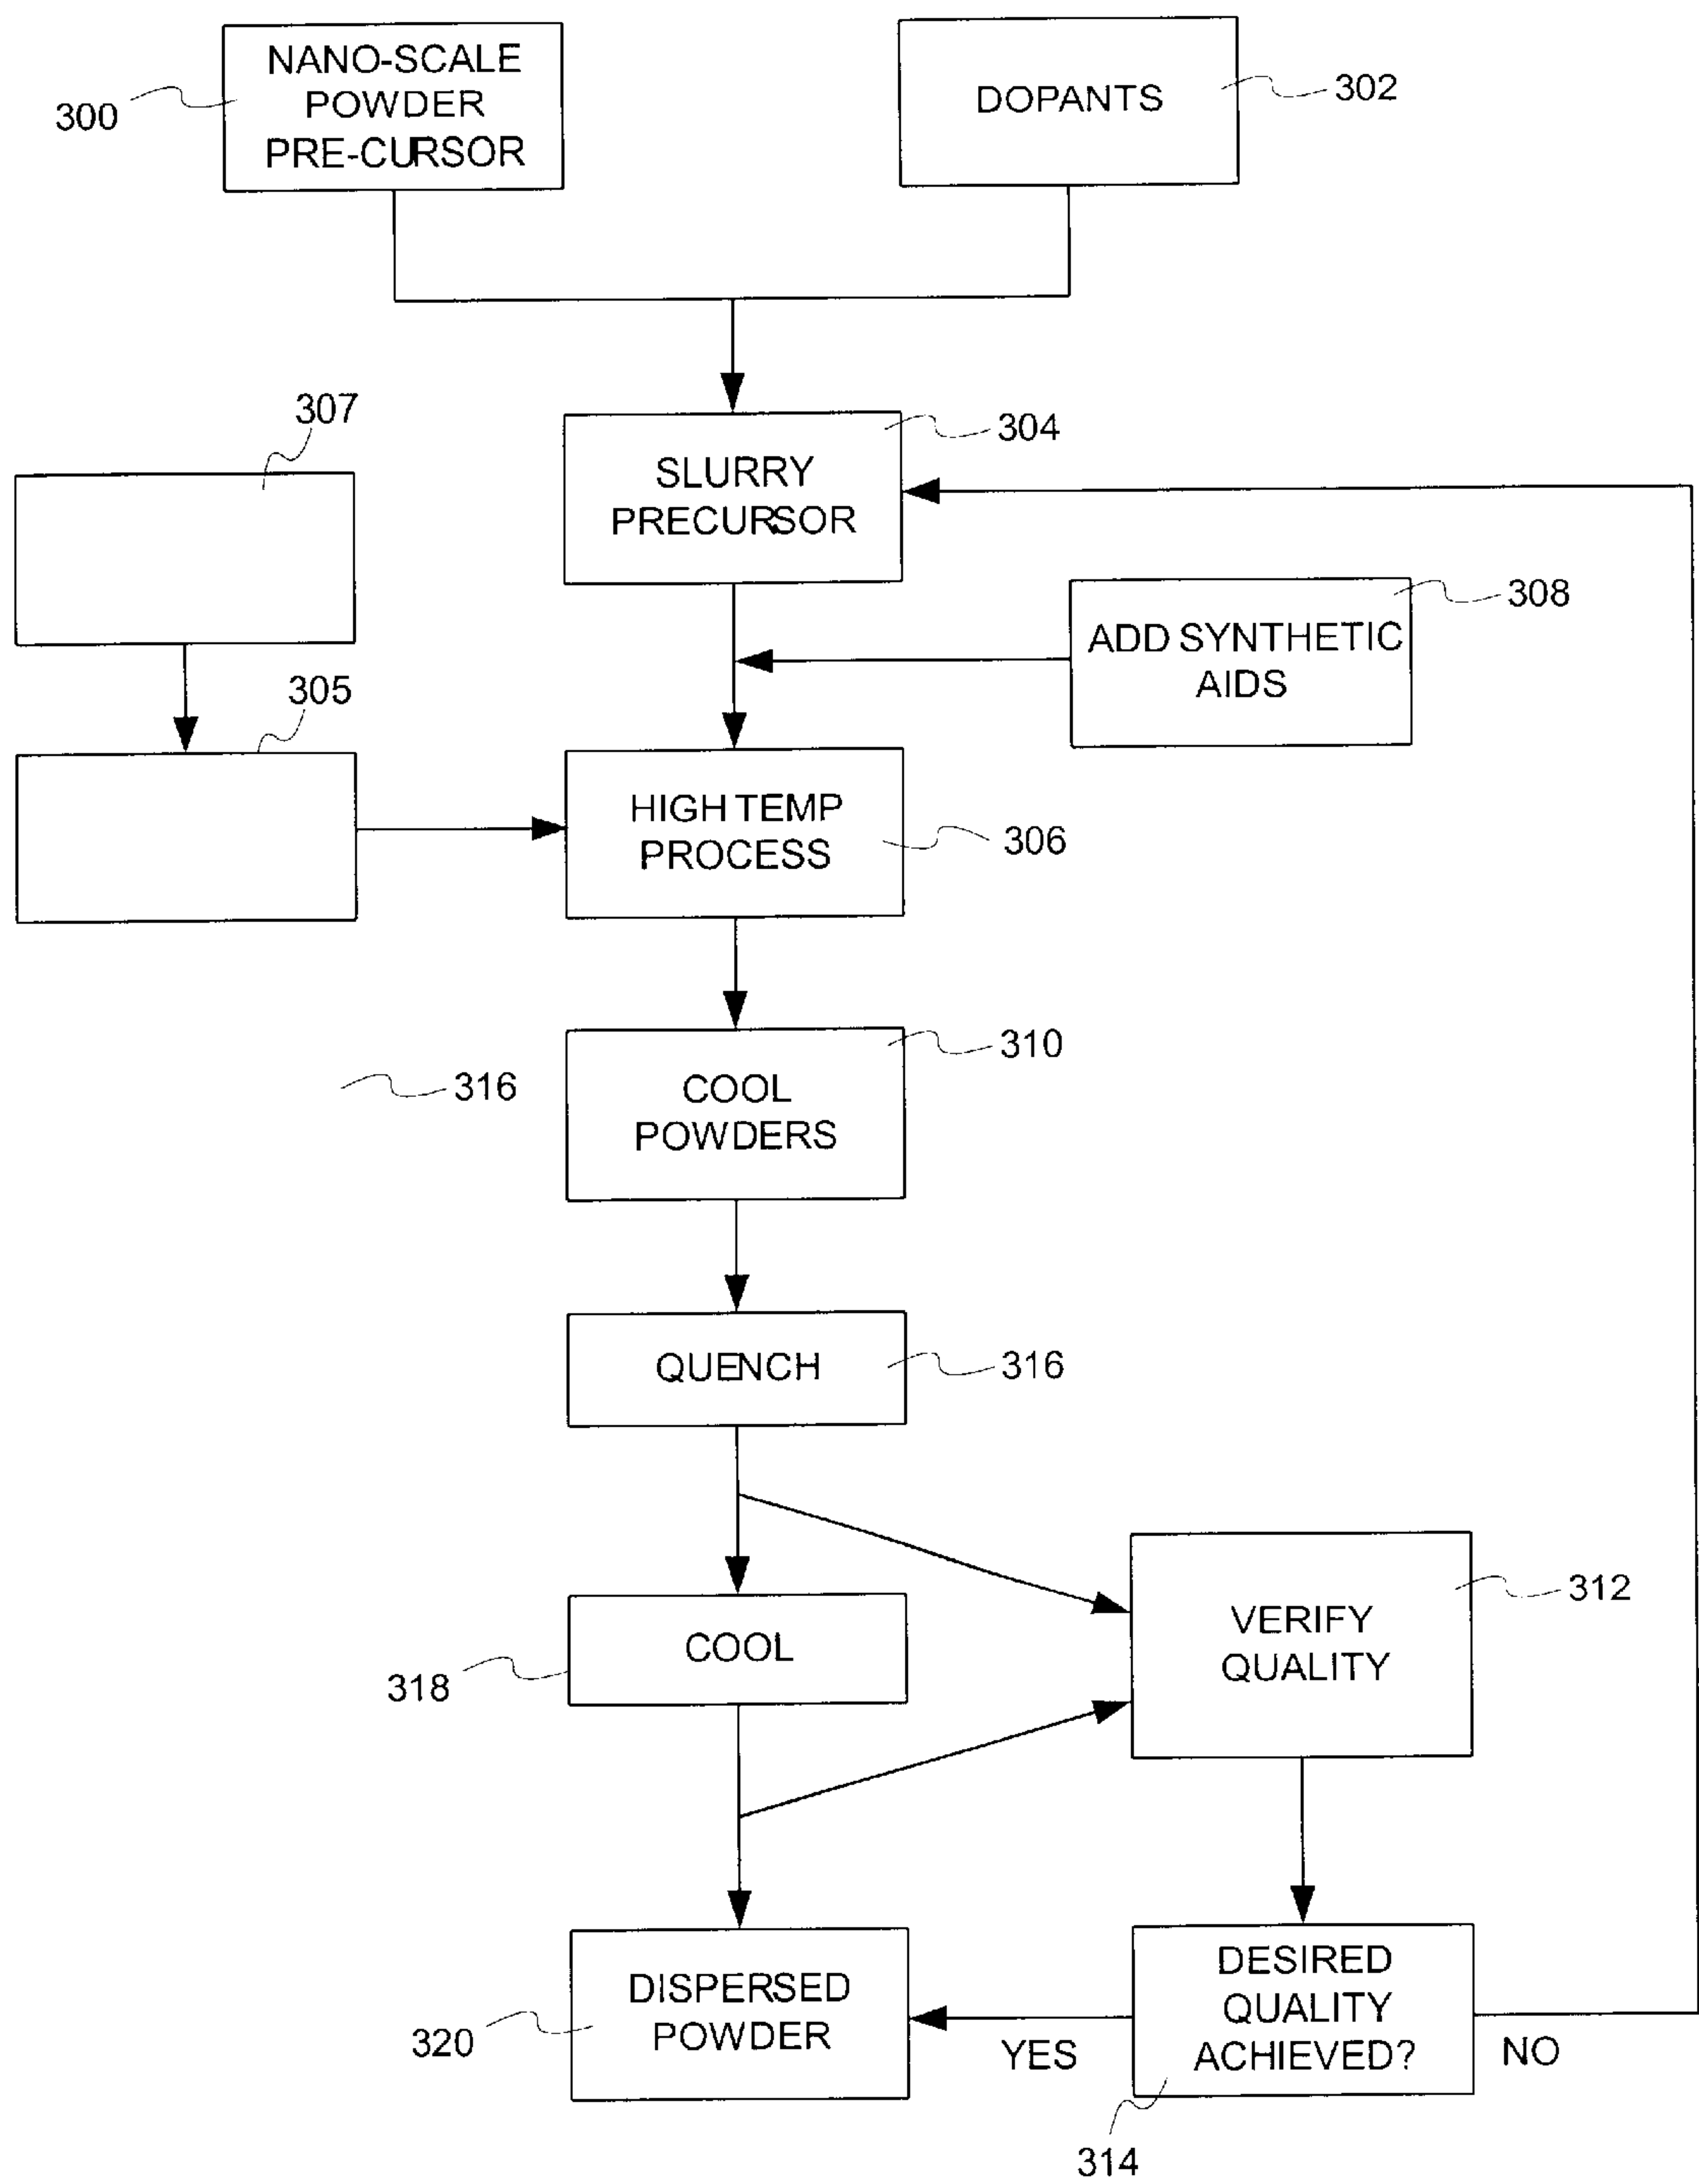 NANO-SCALE
POWDER
PRE-CURSOR
300
DOPANTS
302
307
304
SLURRY
PRECURSOR
308
ADD SYNTHETIC
AIDS
305
HIGH TEMP
PROCESS
306
310
316
COOL
POWDERS
QUENCH
316
312
VERIFY
QUALITY
COOL
318
DISPERSED
POWDER
320
YES
DESIRED
QUALITY
ACHIEVED?
NO
314